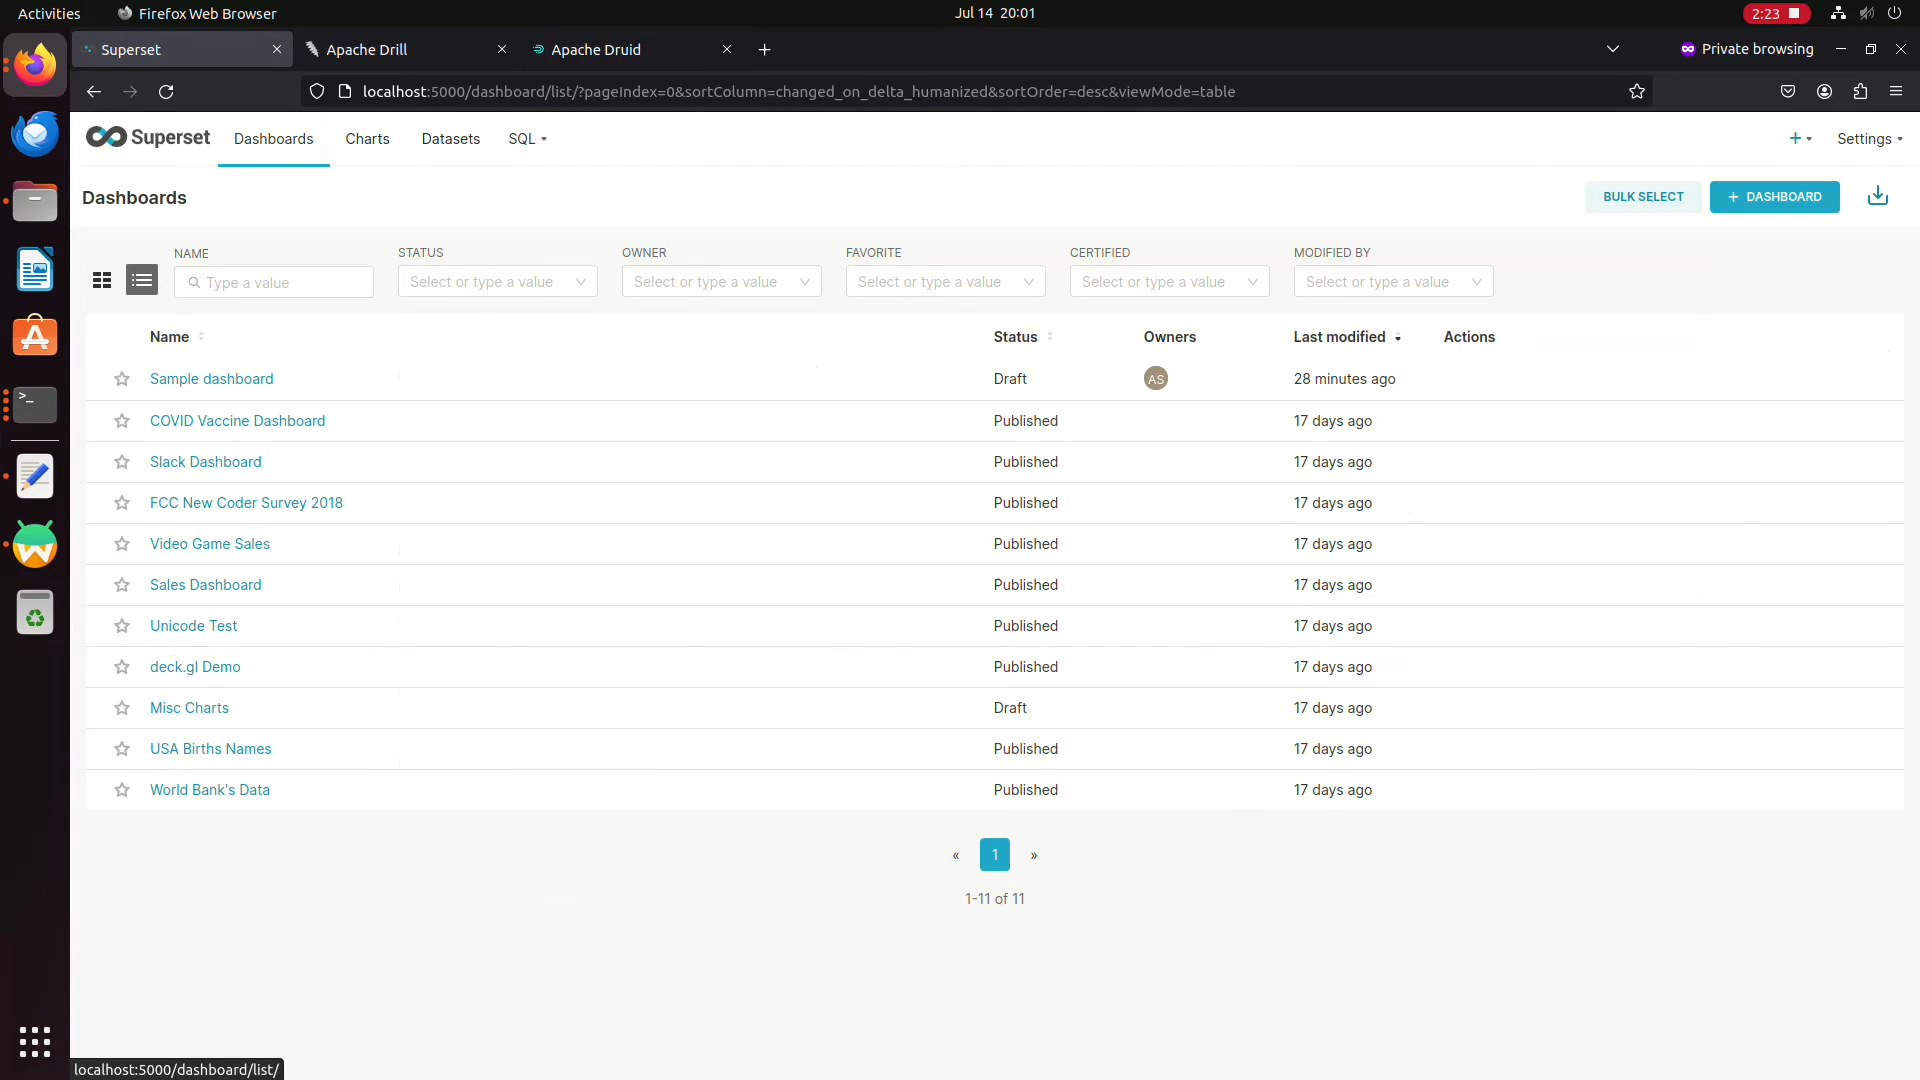 Activities
Firefox Web Browser
Jul 14 20:01
2:23
Superset
Apache Drill
Apache Druid
Private browsing
localhost:5000/dashboard/list/?pageIndex=0&sortColumn=changed_on_delta_humanized&sortOrder=desc&viewMode=table
Superset
Dashboards
Charts
Datasets
SQL
+
Settings
Dashboards
BULK SELECT
+ DASHBOARD
NAME
STATUS
OWNER
FAVORITE
CERTIFIED
MODIFIED BY
Type a value
Select or type a value
Select or type a value
Select or type a value
Select or type a value
Select or type a value
Name Status Owners Last modified Actions
Sample dashboard Draft AS 28 minutes ago
COVID Vaccine Dashboard Published 17 days ago
Slack Dashboard Published 17 days ago
FCC New Coder Survey 2018 Published 17 days ago
Video Game Sales Published 17 days ago
Sales Dashboard Published 17 days ago
Unicode Test Published 17 days ago
deck.gl Demo Published 17 days ago
Misc Charts Draft 17 days ago
USA Births Names Published 17 days ago
World Bank's Data Published 17 days ago
« 1 »
1-11 of 11
localhost:5000/dashboard/list/